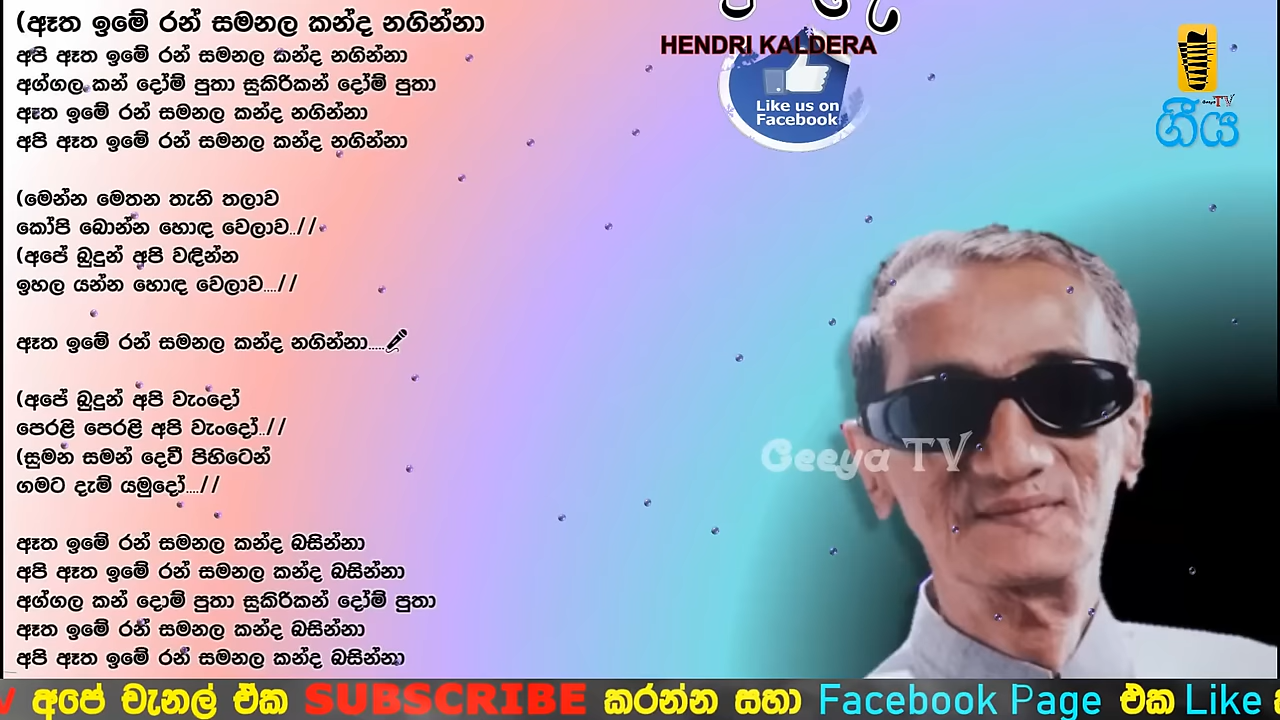 (ඈත ඉමේ රන් සමනල කන්ද නගින්නා
අපි ඈත ඉමේ රන් සමනල කන්ද නගින්නා
අග්ගල කන් දෝම් පුතා සුකිරිකන් දෝම් පුතා
ඈත ඉමේ රන් සමනල කන්ද නගින්නා
අපි ඈත ඉමේ රන් සමනල කන්ද නගින්නා
(මෙන්න මෙතන තැනි තලාව
කෝපි බොන්න හොඳ වෙලාව..//
(අපේ බුදුන් අපි වඳින්න
ඉහල යන්න හොඳ වෙලාව....//
ඈත ඉමේ රන් සමනල කන්ද නගින්නා.....
(අපේ බුදුන් අපි වැංදෝ
පෙරළි පෙරළි අපි වැංදෝ..//
(සුමන සමන් දෙවි පිහිටෙන්
ගමට දැම් යමුදෝ....//
ඈත ඉමේ රන් සමනල කන්ද බසින්නා
අපි ඈත ඉමේ රන් සමනල කන්ද බසින්නා
අග්ගල කන් දොම් පුතා සුකිරිකන් දෝම් පුතා
ඈත ඉමේ රන් සමනල කන්ද බසින්නා
අපි ඈත ඉමේ රන් සමනල කන්ද බසින්නා
HENDRI KALDERA
Like us on
Facebook
GeeyaTV
ගීය
Geeya TV
අපේ චැනල් ඒක SUBSCRIBE කරන්න සහා Facebook Page එක Like